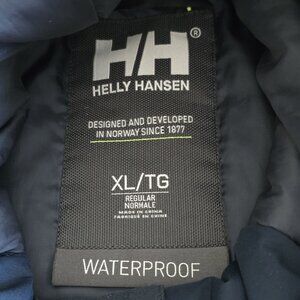 HH®
HELLY HANSEN
DESIGNED AND DEVELOPED
IN NORWAY SINCE 1877
XL/TG
REGULAR
NORMALE
MADE IN CHINA
FABRIQUÉ EN CHINE
WATERPROOF